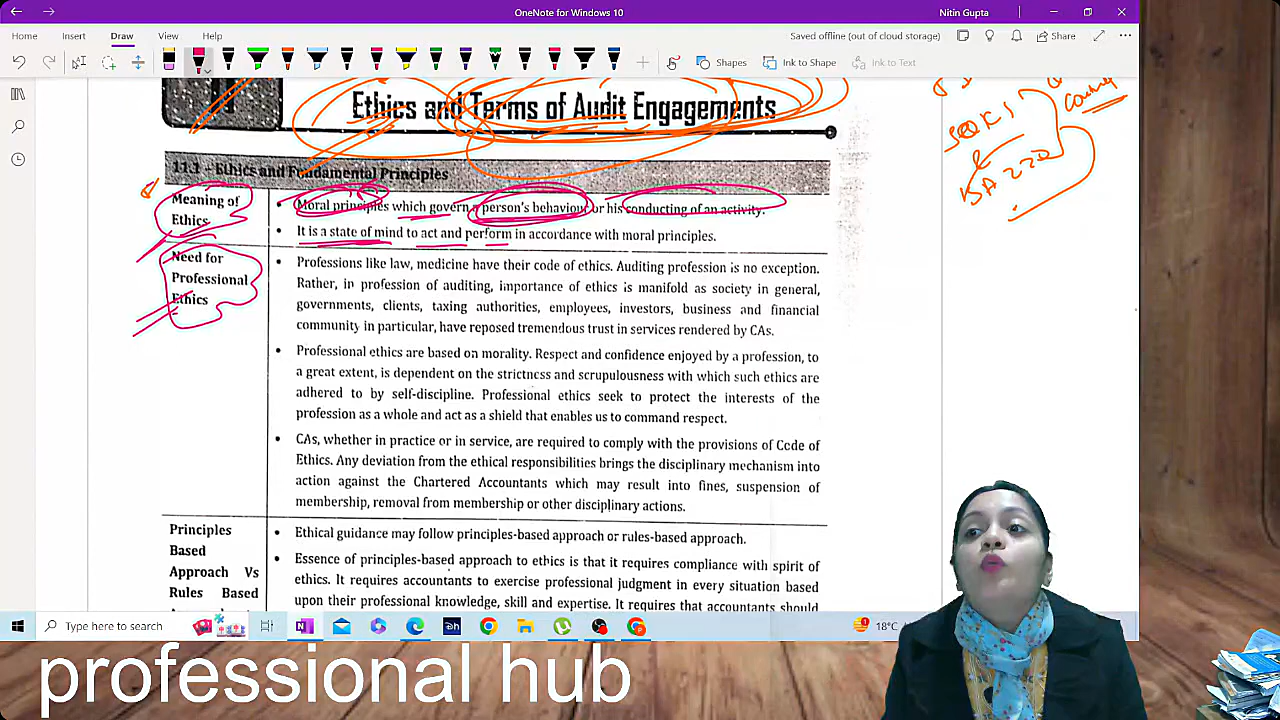 OneNote for Windows 10
Nitin Gupta
Home Insert Draw View Help
Saved offline (out of cloud storage)
Share
Shapes
Ink to Shape
Ink to Text
Ethics and Terms of Audit Engagements
11.1 - Ethics and Fundamental Principles
Meaning of
Ethics
• Moral principles which govern a person's behaviour or his conducting of an activity.
• It is a state of mind to act and perform in accordance with moral principles.
Need for
Professional
Ethics
• Professions like law, medicine have their code of ethics. Auditing profession is no exception.
Rather, in profession of auditing, importance of ethics is manifold as society in general,
governments, clients, taxing authorities, employees, investors, business and financial
community in particular, have reposed tremendous trust in services rendered by CAs.
• Professional ethics are based on morality. Respect and confidence enjoyed by a profession, to
a great extent, is dependent on the strictness and scrupulousness with which such ethics are
adhered to by self-discipline. Professional ethics seek to protect the interests of the
profession as a whole and act as a shield that enables us to command respect.
• CAs, whether in practice or in service, are required to comply with the provisions of Code of
Ethics. Any deviation from the ethical responsibilities brings the disciplinary mechanism into
action against the Chartered Accountants which may result into fines, suspension of
membership, removal from membership or other disciplinary actions.
Principles
Based
Approach Vs
Rules Based
• Ethical guidance may follow principles-based approach or rules-based approach.
• Essence of principles-based approach to ethics is that it requires compliance with spirit of
ethics. It requires accountants to exercise professional judgment in every situation based
upon their professional knowledge, skill and expertise. It requires that accountants should
SA 220
Type here to search
18°C
professional hub